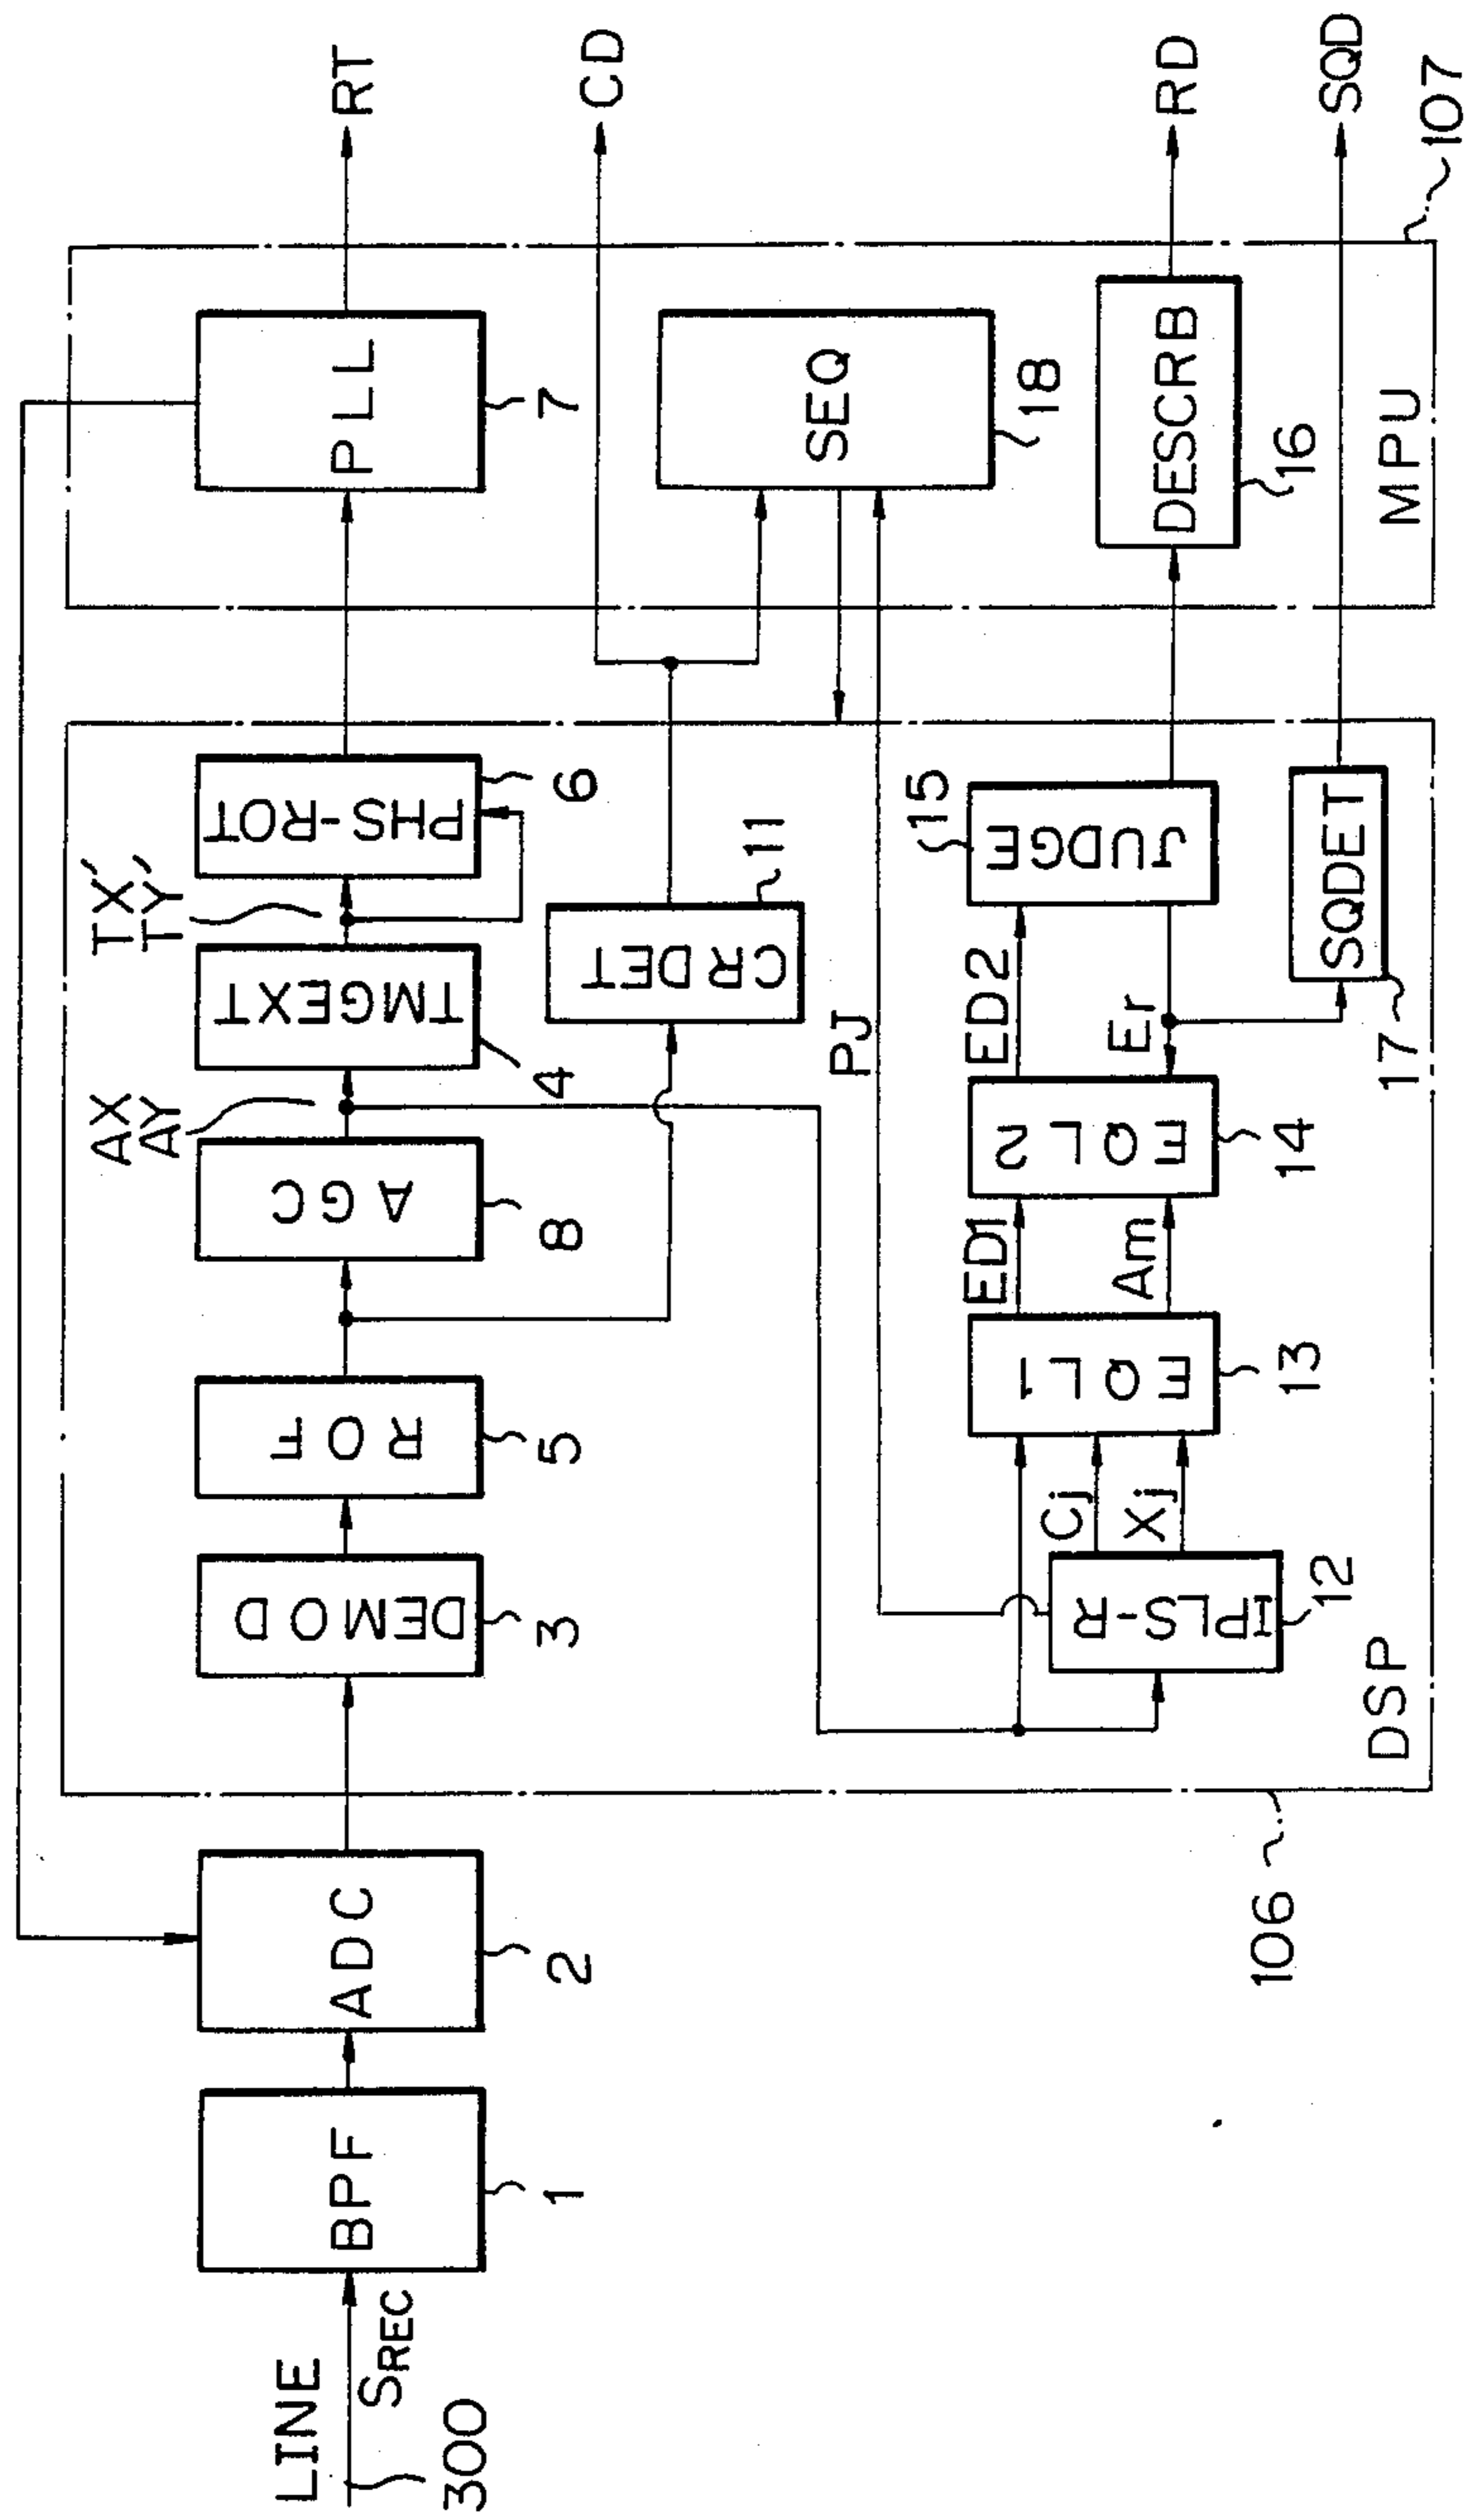 LINE
SREC
300
BPF
1
ADC
2
DEMOD
3
ROF
5
AGC
8
AX
AY
TMGEXT
4
TX'
TY'
PHS-ROT
6
PLL
7
RT
CRDET
11
CD
PJ
SEQ
18
IPLS-R
12
Cj
Xj
EQL1
13
ED1
Am
EQL2
14
ED2
Er
JUDGE
15
SQDET
17
DESCRB
16
RD
SQD
DSP
106
MPU
107